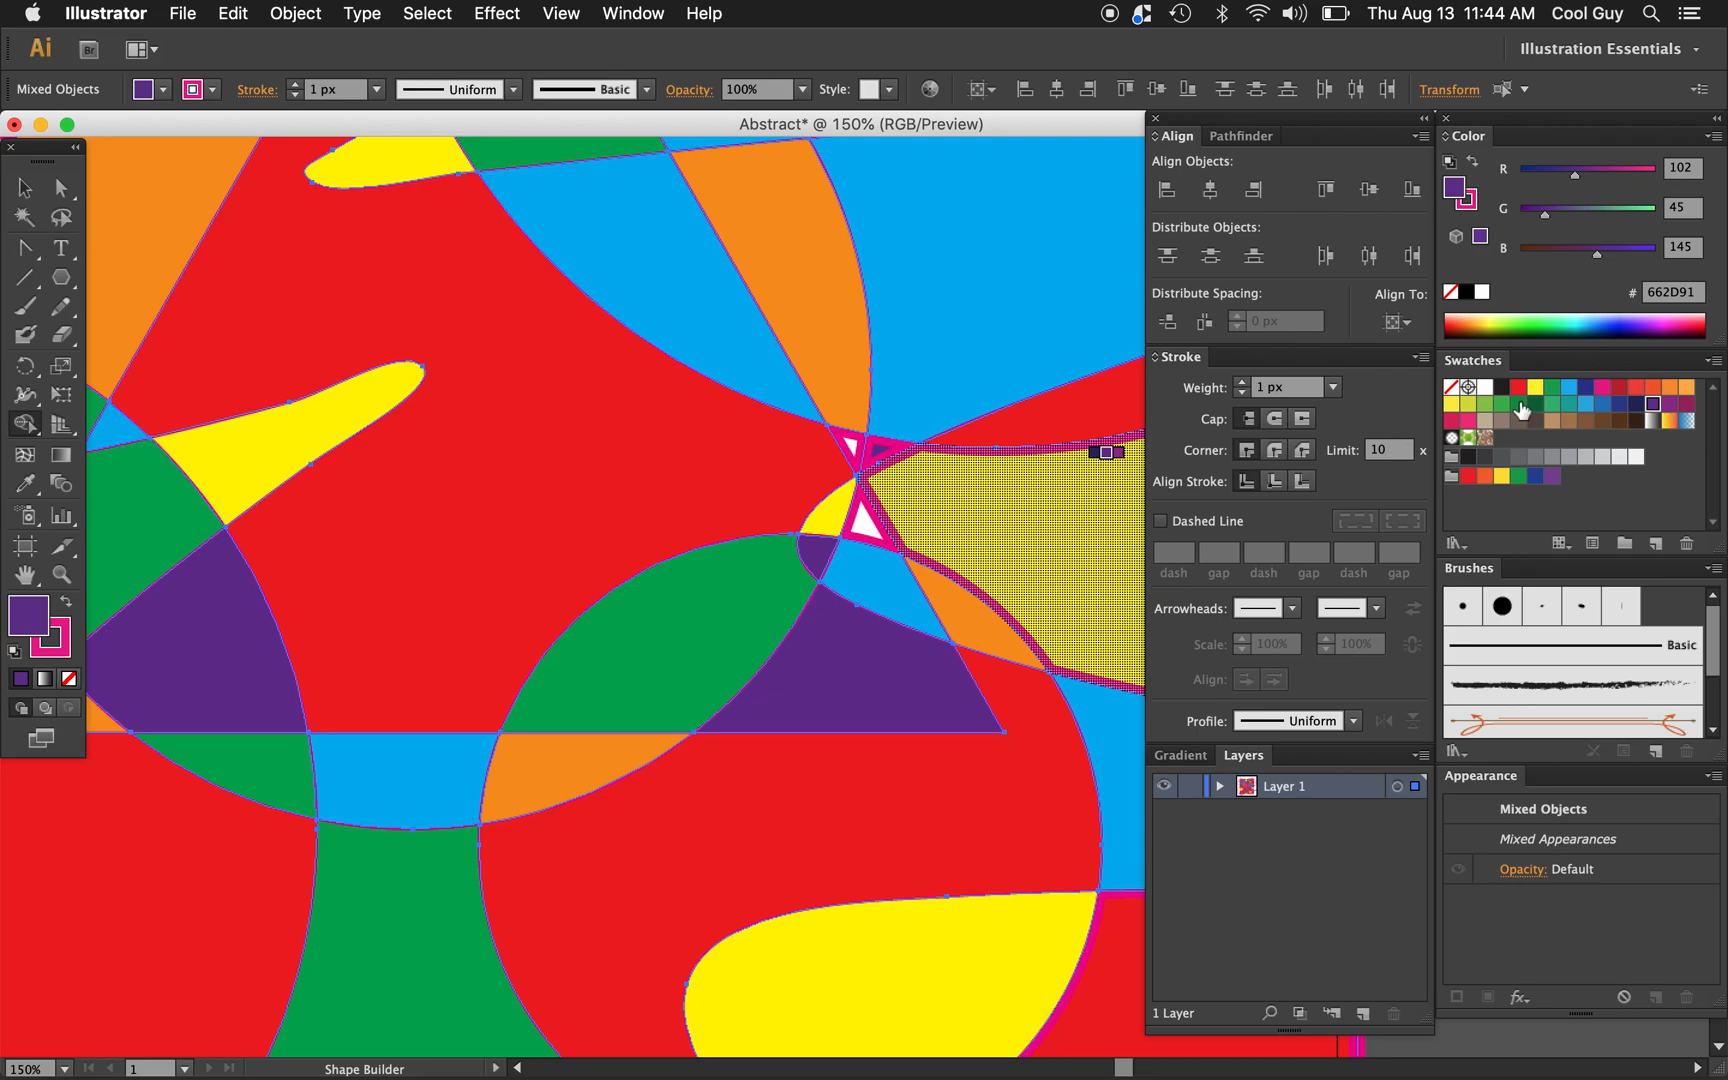 Illustrator File Edit Object Type Select Effect View Window Help Thu Aug 13 11:44 AM Cool Guy
Ai Br Illustration Essentials
Mixed Objects Stroke: 1 px Uniform Basic Opacity: 100% Style: Transform
Abstract* @ 150% (RGB/Preview)
Align Pathfinder
Align Objects:
Distribute Objects:
Distribute Spacing: Align To:
0 px
Stroke
Weight: 1 px
Cap:
Corner: Limit: 10 x
Align Stroke:
Dashed Line
dash gap dash gap dash gap
Arrowheads:
Scale: 100% 100%
Align:
Profile: Uniform
Gradient Layers
Layer 1
1 Layer
Color
R 102
G 45
B 145
# 662D91
Swatches
Brushes
Basic
Appearance
Mixed Objects
Mixed Appearances
Opacity: Default
fx
T
150% 1 Shape Builder